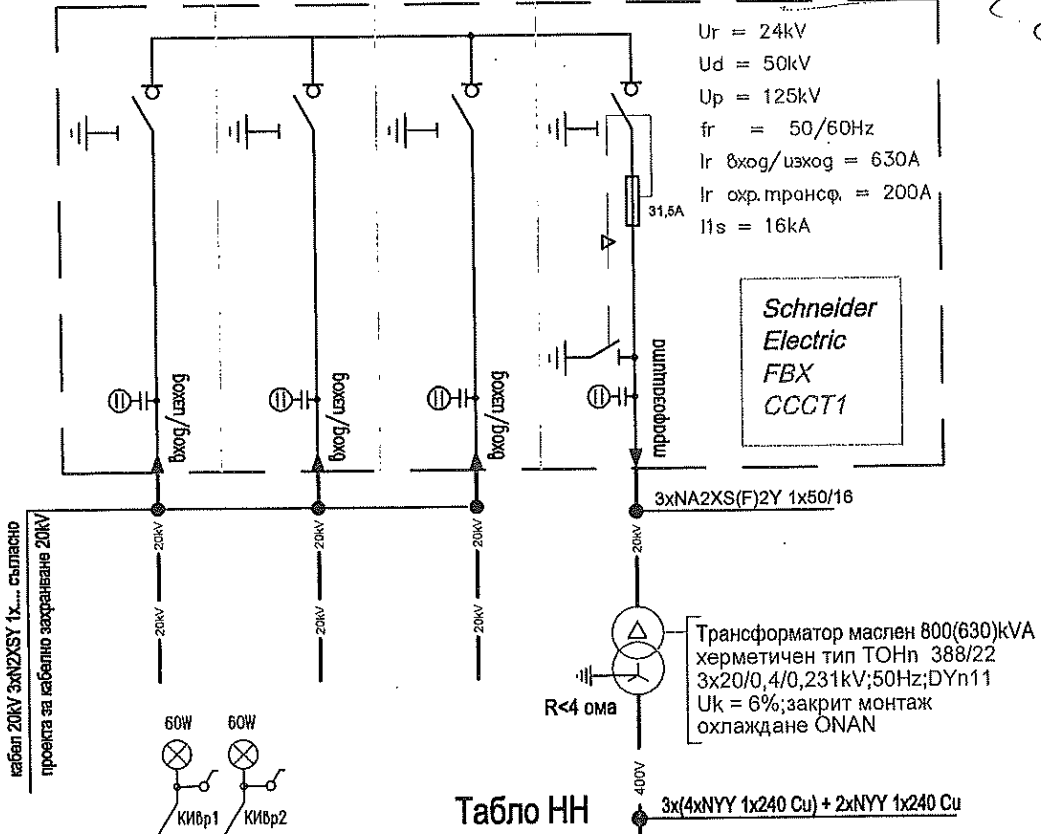 Ur = 24kV
Ud = 50kV
Up = 125kV
fr = 50/60Hz
Ir вход/изход = 630A
Ir охр.трансф. = 200A
I1s = 16kA
31,5A
Schneider
Electric
FBX
CCCT1
вход/изход
вход/изход
вход/изход
3xNA2XS(F)2Y 1x50/16
20kV
20kV
20kV
20kV
20kV
20kV
20kV
кабел 20kV 3xN2XSY 1x.... съгласно
проекта за кабелно захранване 20kV
Трансформатор маслен 800(630)kVA
херметичен тип ТОНn 388/22
3x20/0,4/0,231kV;50Hz;DYn11
Uk = 6%;закрит монтаж
охлаждане ONAN
R<4 ома
60W
60W
КИВр1
КИВр2
400V
Табло НН
3x(4xNYY 1x240 Cu) + 2xNYY 1x240 Cu